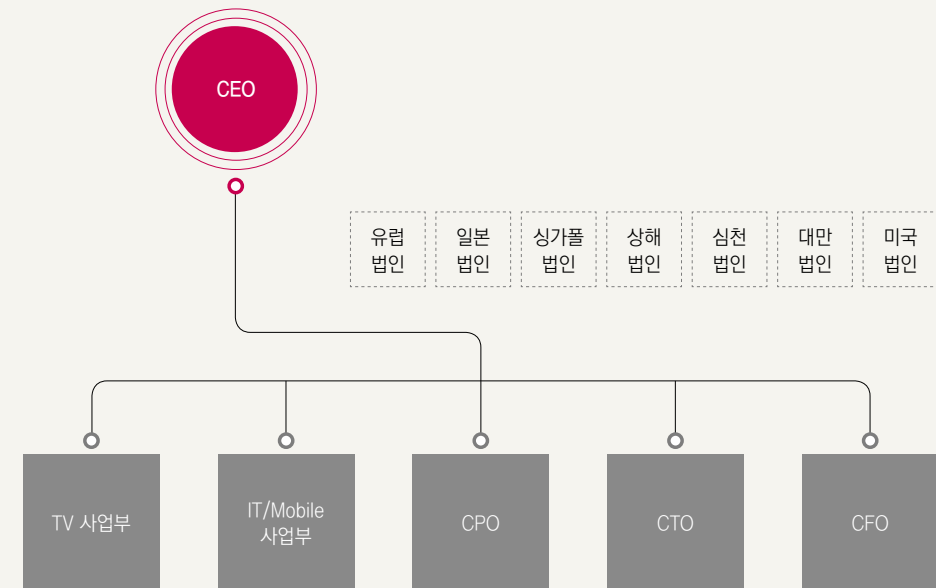 CEO
유럽
법인
일본
법인
싱가폴
법인
상해
법인
심천
법인
대만
법인
미국
법인
TV 사업부
IT/Mobile
사업부
CPO
CTO
CFO